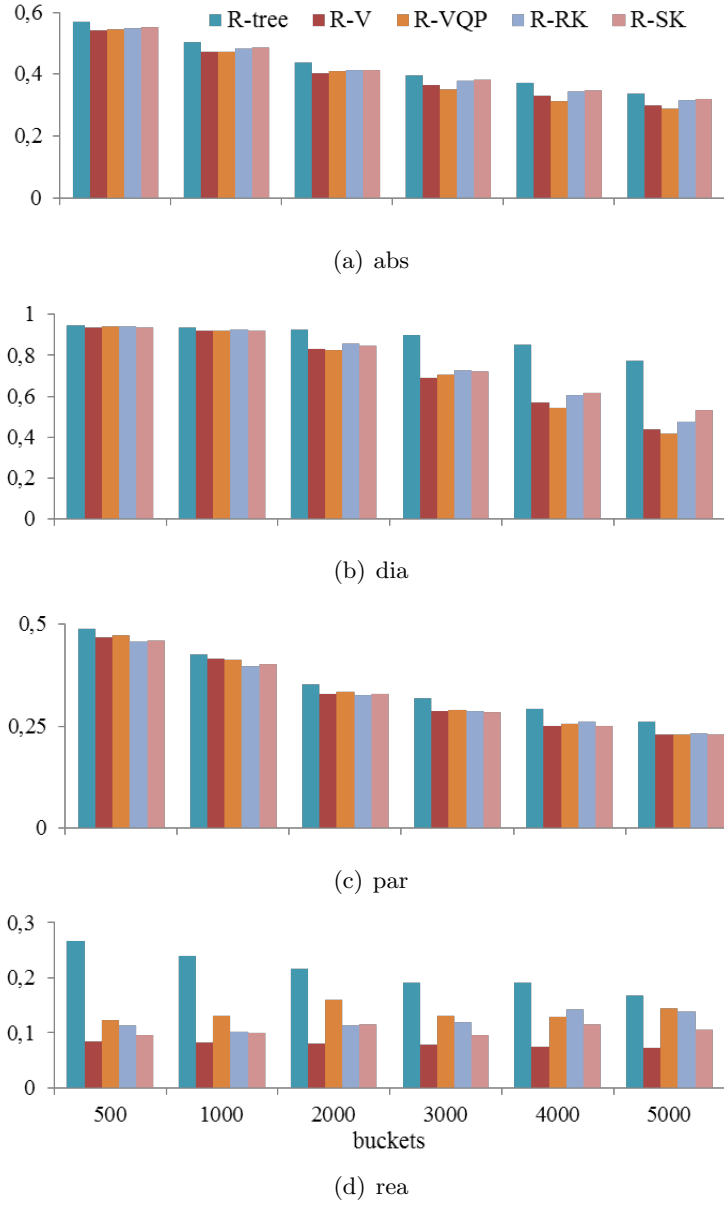 R-tree R-V R-VQP R-RK R-SK
0,6
0,4
0,2
0
(a) abs
1
0,8
0,6
0,4
0,2
0
(b) dia
0,5
0,25
0
(c) par
0,3
0,2
0,1
0
500 1000 2000 3000 4000 5000
buckets
(d) rea